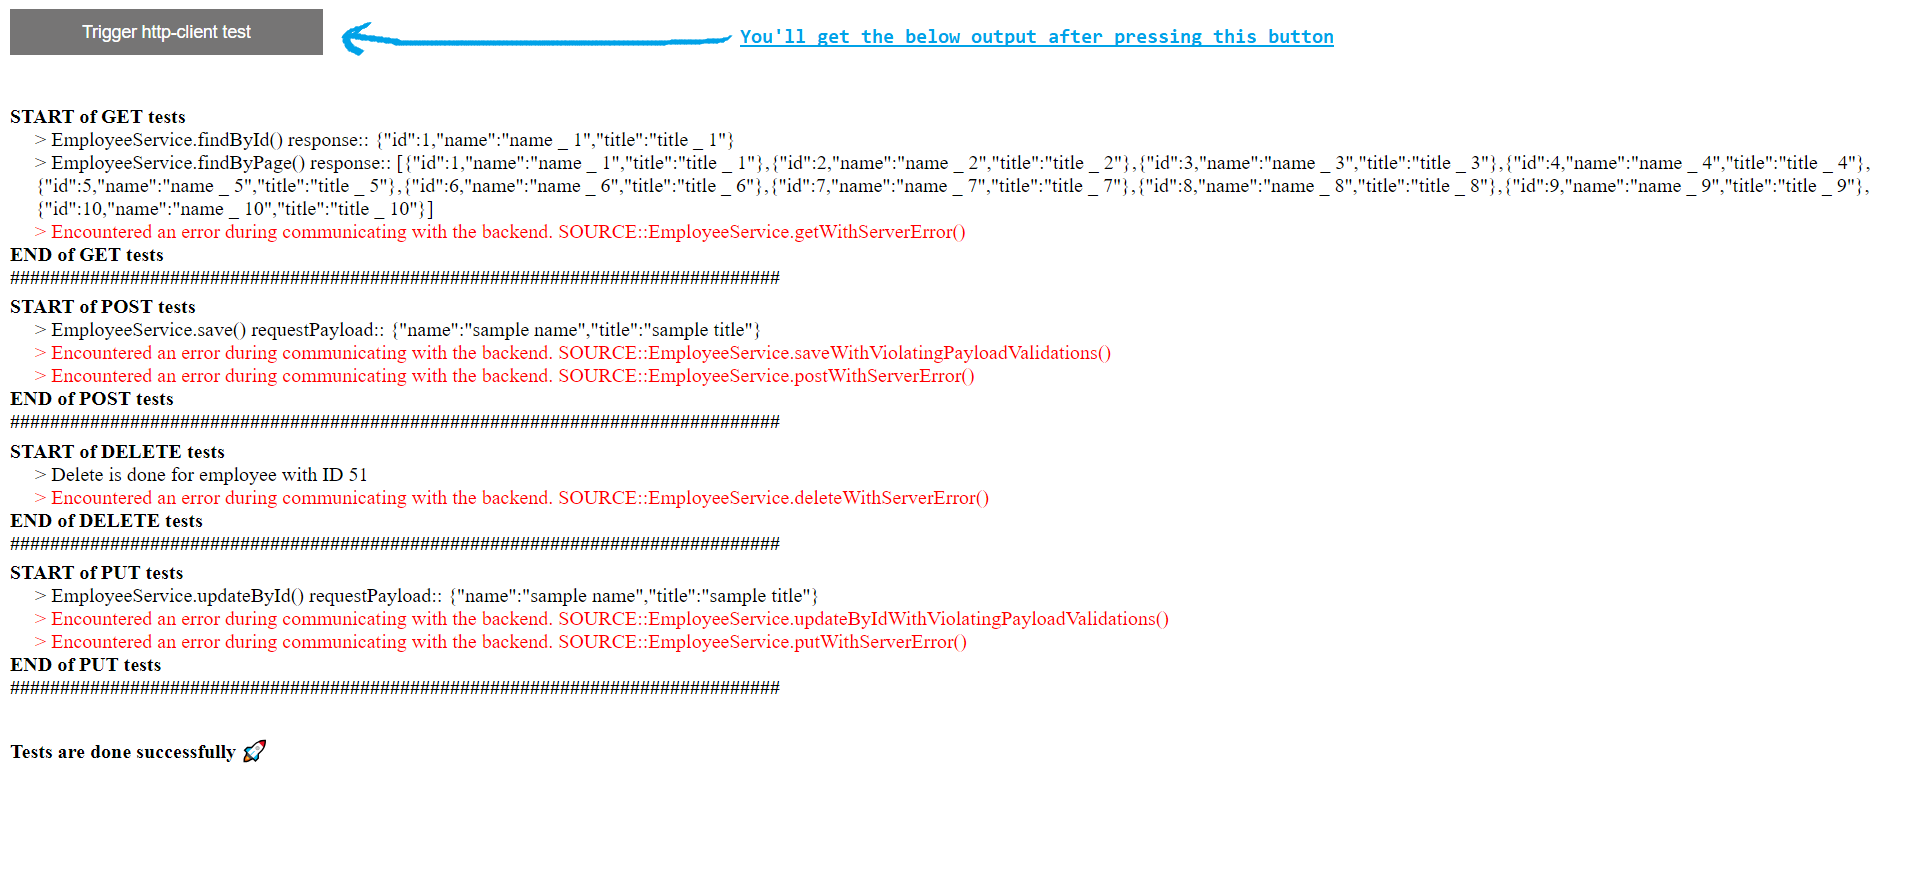 Trigger http-client test
You'll get the below output after pressing this button
START of GET tests
> EmployeeService.findById() response:: {"id":1,"name":"name _ 1","title":"title _ 1"}
> EmployeeService.findByPage() response:: [{"id":1,"name":"name _ 1","title":"title _ 1"},{"id":2,"name":"name _ 2","title":"title _ 2"},{"id":3,"name":"name _ 3","title":"title _ 3"},{"id":4,"name":"name _ 4","title":"title _ 4"},
{"id":5,"name":"name _ 5","title":"title _ 5"},{"id":6,"name":"name _ 6","title":"title _ 6"},{"id":7,"name":"name _ 7","title":"title _ 7"},{"id":8,"name":"name _ 8","title":"title _ 8"},{"id":9,"name":"name _ 9","title":"title _ 9"},
{"id":10,"name":"name _ 10","title":"title _ 10"}]
> Encountered an error during communicating with the backend. SOURCE::EmployeeService.getWithServerError()
END of GET tests
#############################################################################
START of POST tests
> EmployeeService.save() requestPayload:: {"name":"sample name","title":"sample title"}
> Encountered an error during communicating with the backend. SOURCE::EmployeeService.saveWithViolatingPayloadValidations()
> Encountered an error during communicating with the backend. SOURCE::EmployeeService.postWithServerError()
END of POST tests
#############################################################################
START of DELETE tests
> Delete is done for employee with ID 51
> Encountered an error during communicating with the backend. SOURCE::EmployeeService.deleteWithServerError()
END of DELETE tests
#############################################################################
START of PUT tests
> EmployeeService.updateById() requestPayload:: {"name":"sample name","title":"sample title"}
> Encountered an error during communicating with the backend. SOURCE::EmployeeService.updateByIdWithViolatingPayloadValidations()
> Encountered an error during communicating with the backend. SOURCE::EmployeeService.putWithServerError()
END of PUT tests
#############################################################################
Tests are done successfully 🚀